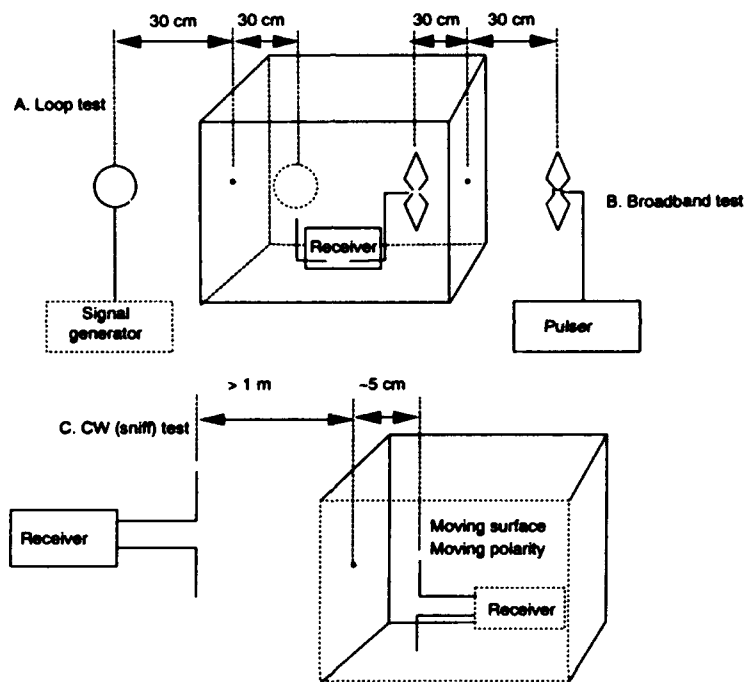 30 cm 30 cm 30 cm 30 cm
A. Loop test
B. Broadband test
Receiver
Signal
generator
Pulser
> 1 m ~5 cm
C. CW (sniff) test
Receiver
Moving surface
Moving polarity
Receiver